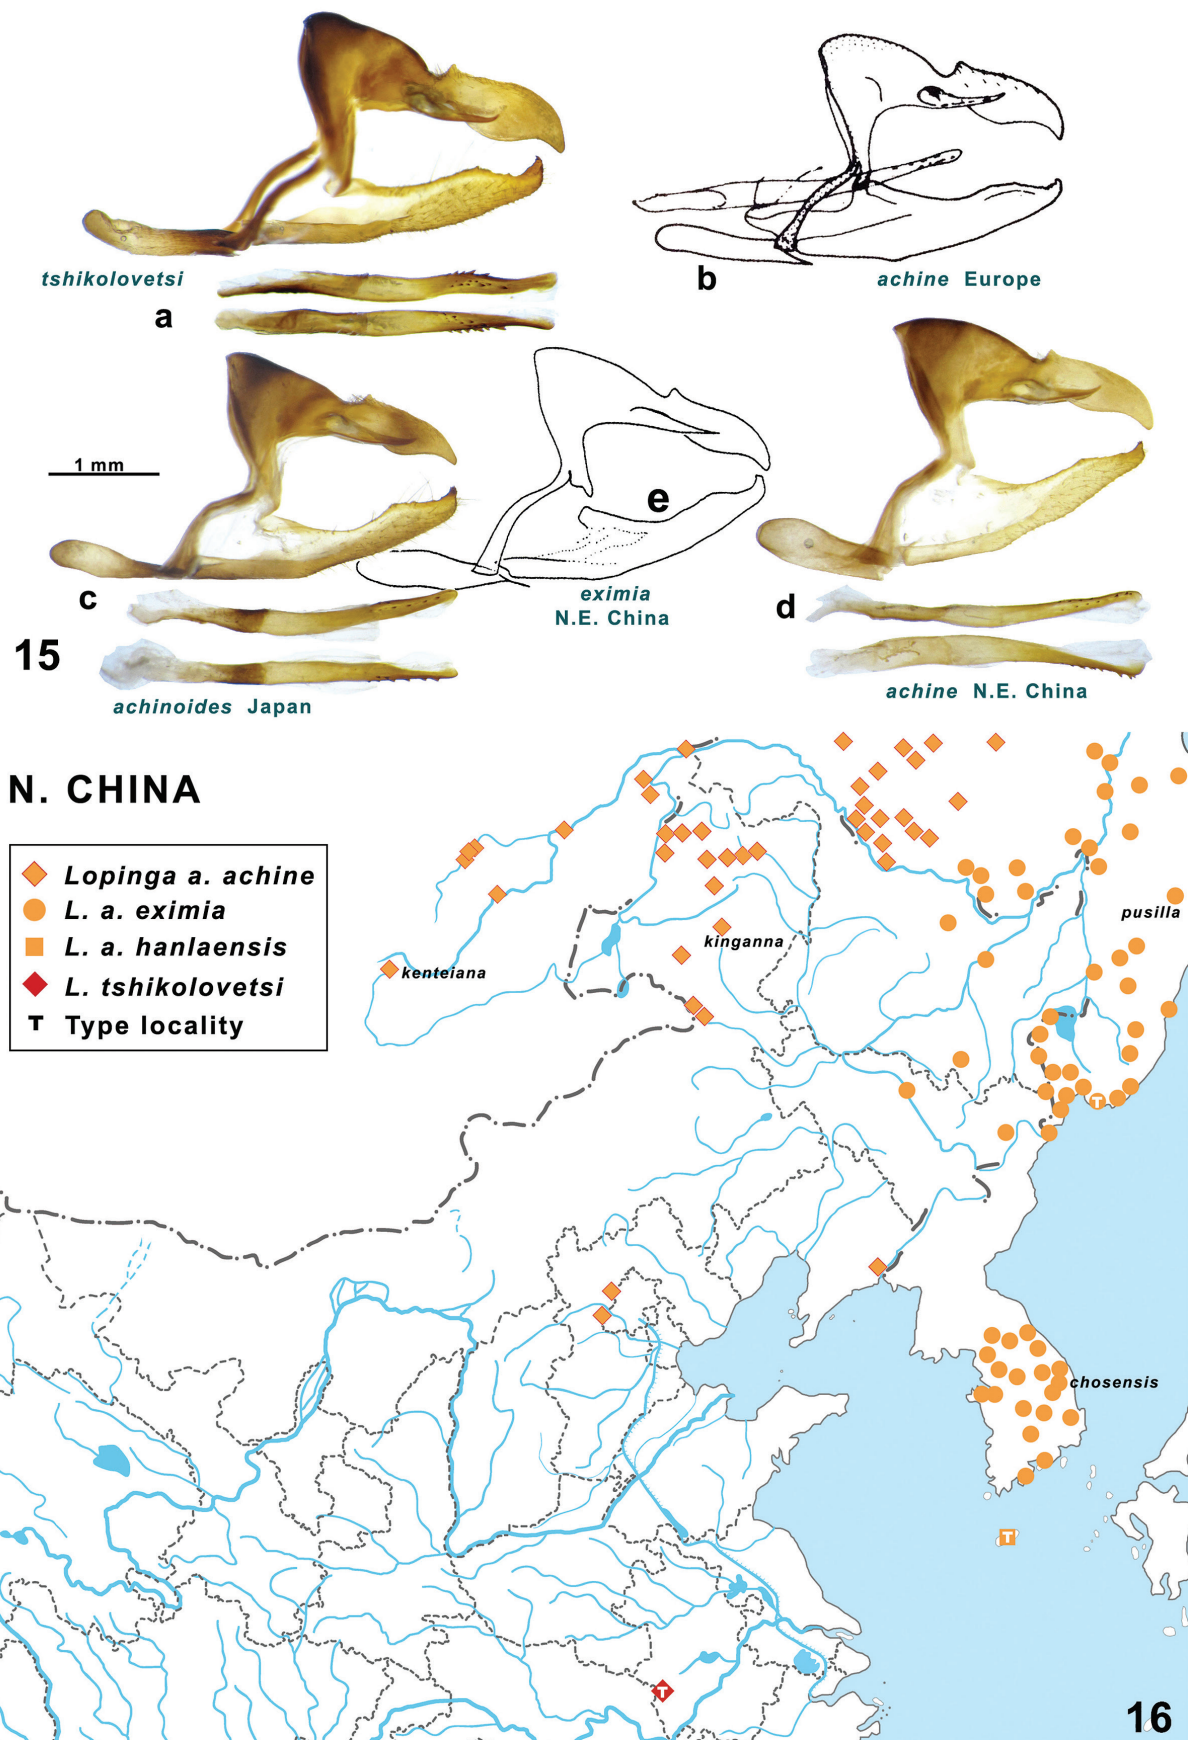 tshikolovetsi
a
b
achine Europe
1 mm
e
c
eximia
N.E. China
d
15
achinoides Japan
achine N.E. China
N. CHINA
Lopinga a. achine
L. a. eximia
L. a. hanlaensis
L. tshikolovetsi
T Type locality
pusilla
kinganna
kenteiana
T
chosensis
T
T
16